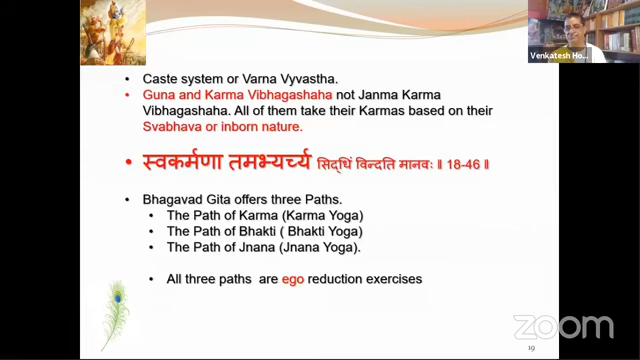 Venkatesh Ho...
Caste system or Varna Vyvastha.
Guna and Karma Vibhagashaha not Janma Karma
Vibhagashaha. All of them take their Karmas based on their
Svabhava or inborn nature.
स्वकर्मणा तमभ्यर्च्य सिद्धिं विन्दति मानवः ॥ 18-46 ॥
Bhagavad Gita offers three Paths.
The Path of Karma (Karma Yoga)
The Path of Bhakti ( Bhakti Yoga)
The Path of Jnana (Jnana Yoga).
All three paths are ego reduction exercises
zoom
19